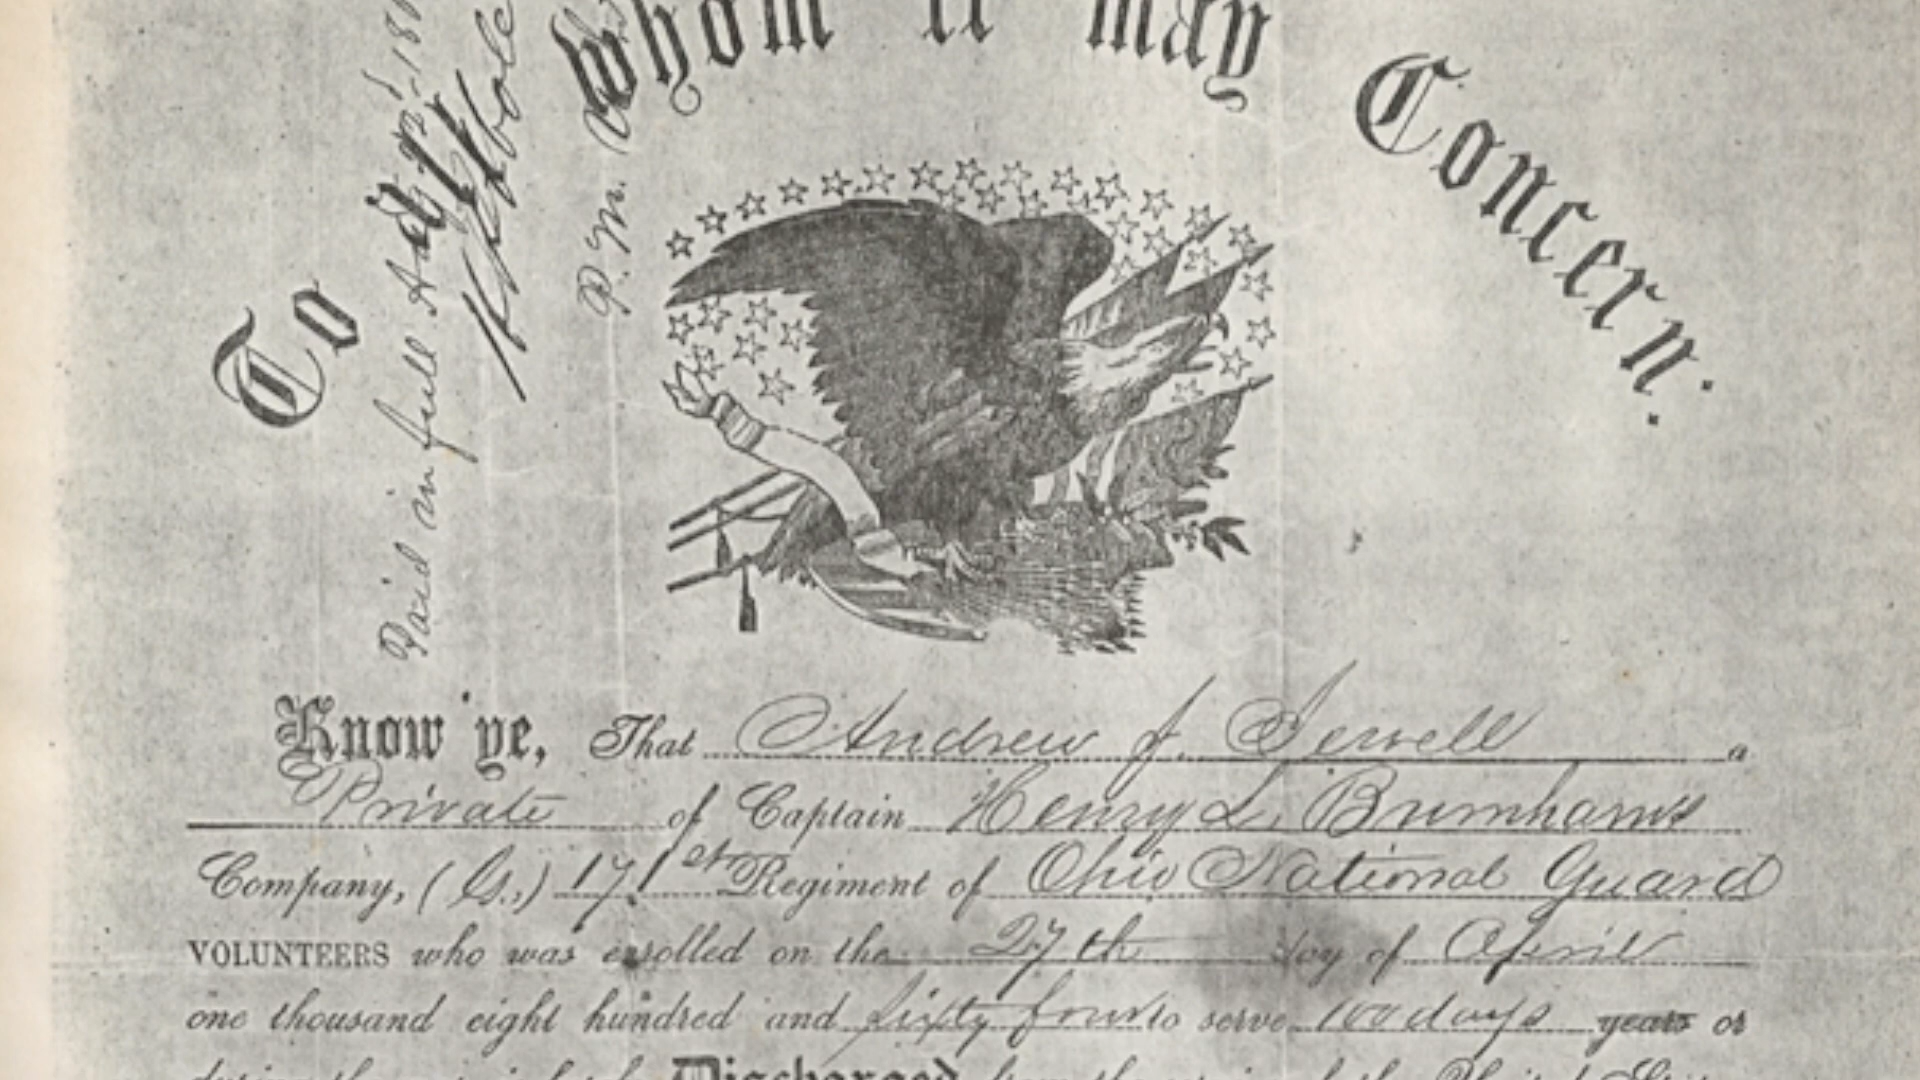 To Whom it may Concern.
Paid in full
P. M.
Know ye, That Andrew J. Sewell a
Private of Captain Henry L. Burnham's
Company, (G.,) 171st Regiment of Ohio National Guard
VOLUNTEERS who was enrolled on the 27th day of April
one thousand eight hundred and sixty four to serve 100 days years or
Discharged